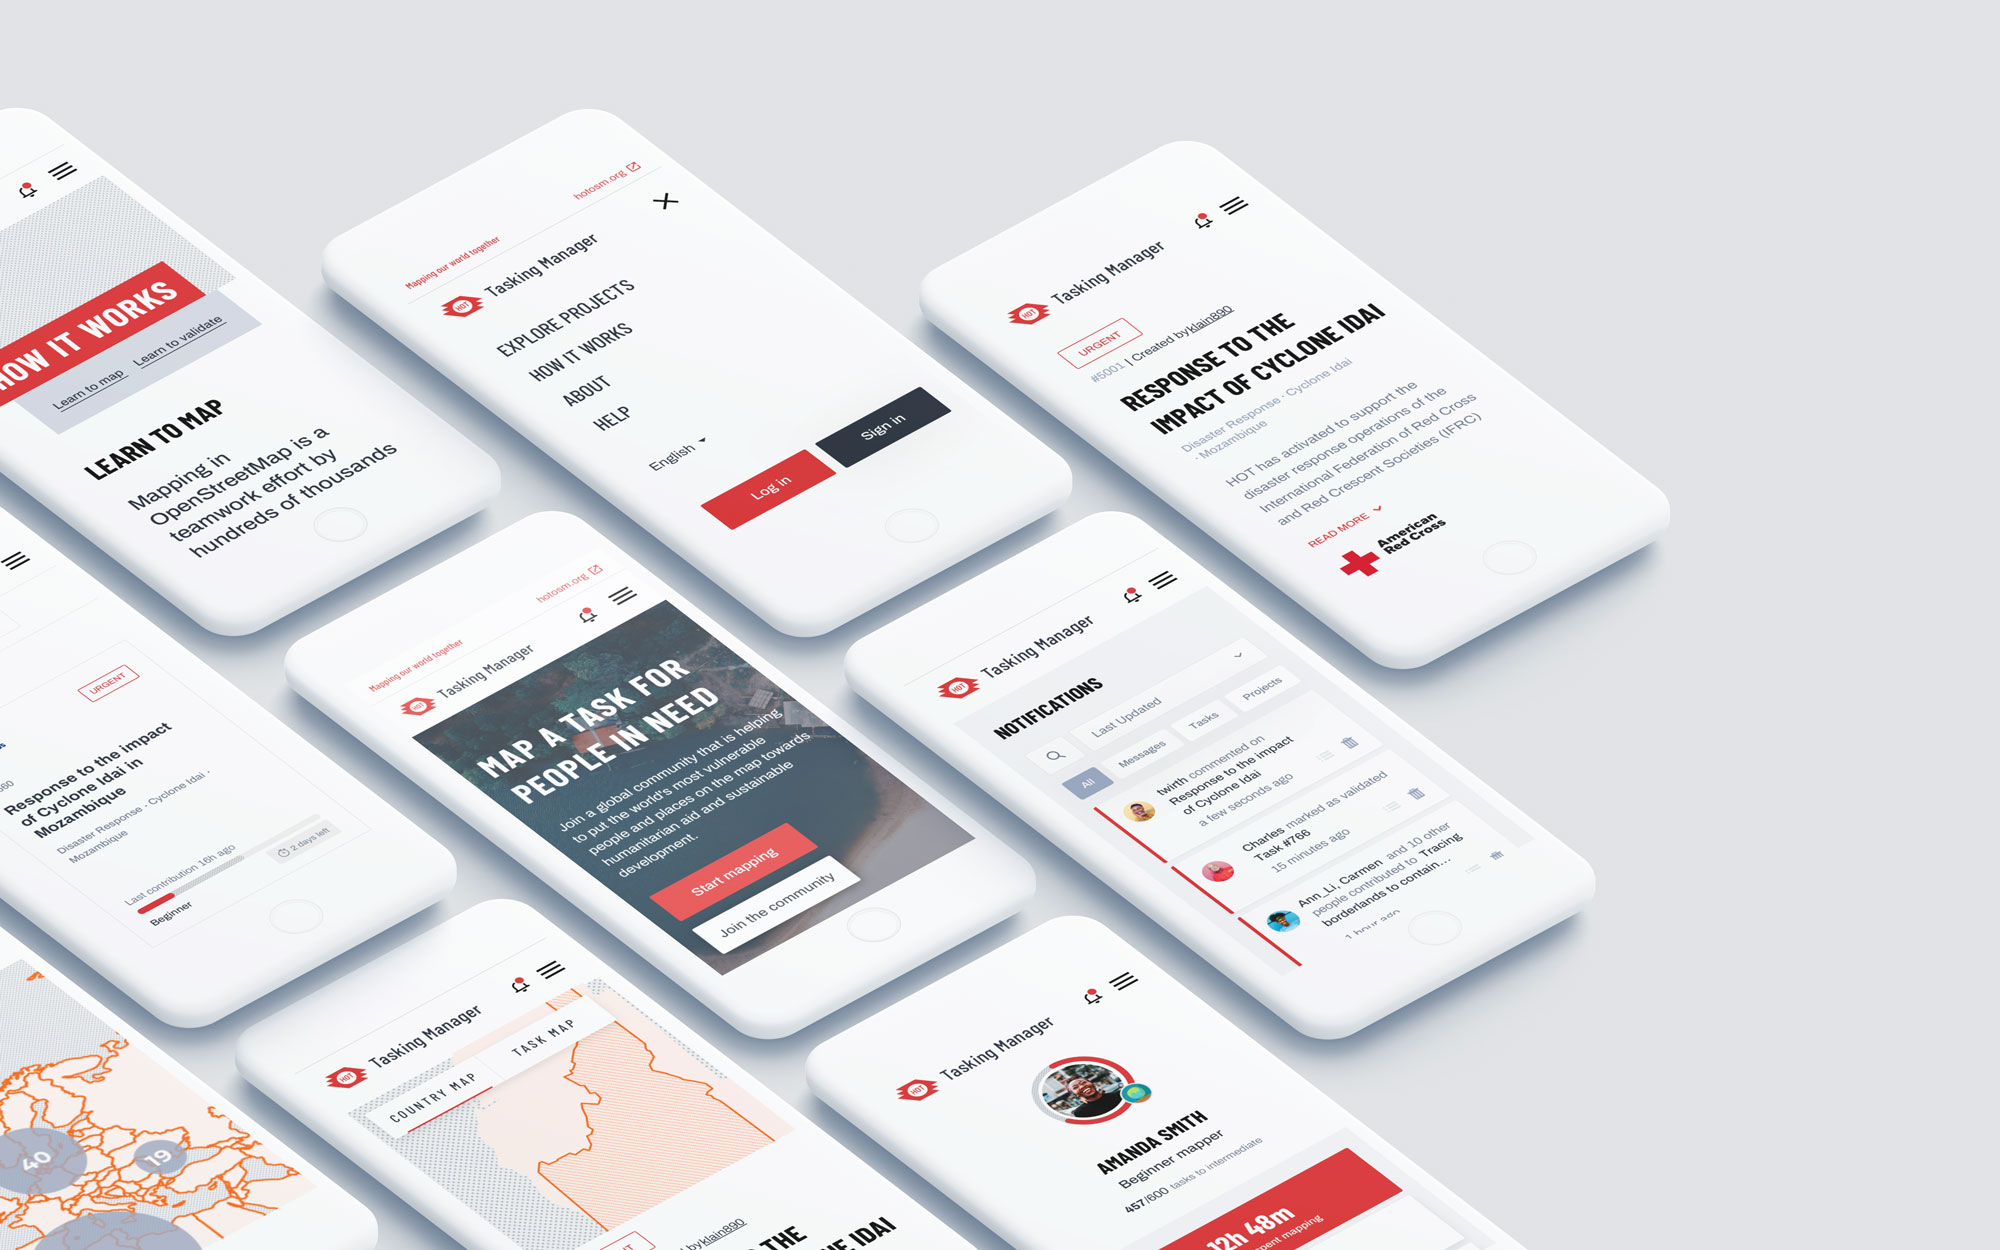 HOW IT WORKS
Learn to map
Learn to validate
LEARN TO MAP
Mapping in
OpenStreetMap is a
teamwork effort by
hundreds of thousands
Mapping our world together
hotosm.org
HOT
Tasking Manager
EXPLORE PROJECTS
HOW IT WORKS
ABOUT
HELP
English
Log in
Sign in
HOT
Tasking Manager
URGENT
#5001 | Created by klain890
RESPONSE TO THE
IMPACT OF CYCLONE IDAI
Disaster Response · Cyclone Idai
· Mozambique
HOT has activated to support the
disaster response operations of the
International Federation of Red Cross
and Red Crescent Societies (IFRC)
READ MORE
American
Red Cross
URGENT
Response to the impact
of Cyclone Idai in
Mozambique
Disaster Response · Cyclone Idai ·
Mozambique
Last contribution 16h ago
2 days left
Beginner
Mapping our world together
hotosm.org
HOT
Tasking Manager
MAP A TASK FOR
PEOPLE IN NEED
Join a global community that is helping
to put the world's most vulnerable
people and places on the map towards
humanitarian aid and sustainable
development.
Start mapping
Join the community
HOT
Tasking Manager
NOTIFICATIONS
Last Updated
All
Messages
Tasks
Projects
twirth commented on
Response to the impact
of Cyclone Idai
a few seconds ago
Charles marked as validated
Task #766
15 minutes ago
Ann_Li, Carmen and 10 other
people contributed to Tracing
borderlands to contain...
1 hour ago
40
19
HOT
Tasking Manager
COUNTRY MAP
TASK MAP
by klain890
THE
IDAI
HOT
Tasking Manager
AMANDA SMITH
Beginner mapper
457/600 tasks to intermediate
12h 48m
spent mapping